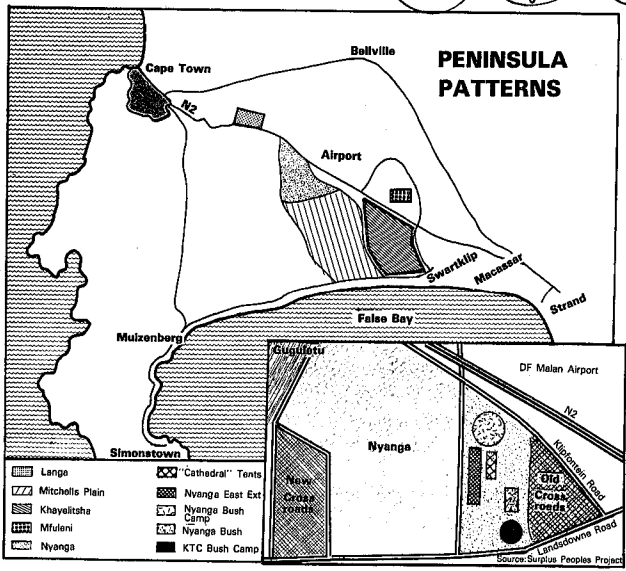 PENINSULA
PATTERNS
Bellville
Cape Town
N2
Airport
Swartklip
Macassar
Strand
False Bay
Muizenberg
Simonstown
Langa
Mitchells Plain
Khayelitsha
Mfuleni
Nyanga
"Cathedral" Tents
Nyanga East Ext
Nyanga Bush
Camp
Nyanga Bush
KTC Bush Camp
Guguletu
DF Malan Airport
N2
Nyanga
Klipfontein Road
New
Cross
roads
Old
Cross
roads
Landsdowne Road
Source: Surplus Peoples Project